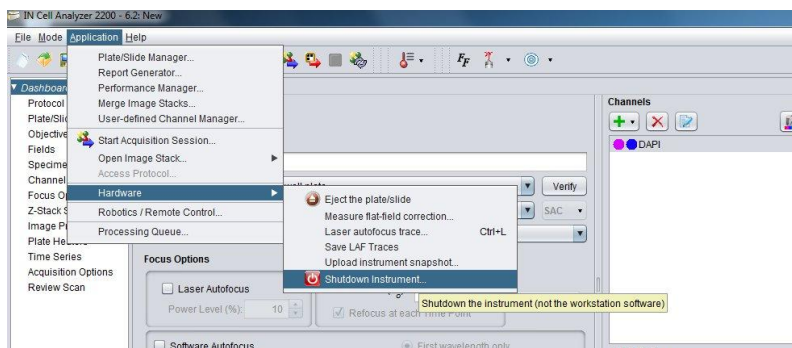 IN Cell Analyzer 2200 - 6.2: New
File Mode Application Help
Plate/Slide Manager...
Report Generator...
Performance Manager...
Merge Image Stacks...
User-defined Channel Manager...
Start Acquisition Session...
Open Image Stack...
Access Protocol...
Hardware
Robotics / Remote Control...
Processing Queue...
Eject the plate/slide
Measure flat-field correction...
Laser autofocus trace... Ctrl+L
Save LAF Traces
Upload instrument snapshot...
Shutdown Instrument...
Shutdown the instrument (not the workstation software)
FF
Dashboar
Protocol
Plate/Sli
Objective
Fields
Specime
Channel
Focus O
Z-Stack S
Image P
Plate He
Time Series
Acquisition Options
Review Scan
Verify
SAC
Focus Options
Laser Autofocus
Power Level (%): 10
Refocus at each Time Point
Software Autofocus
First wavelength only
Channels
DAPI